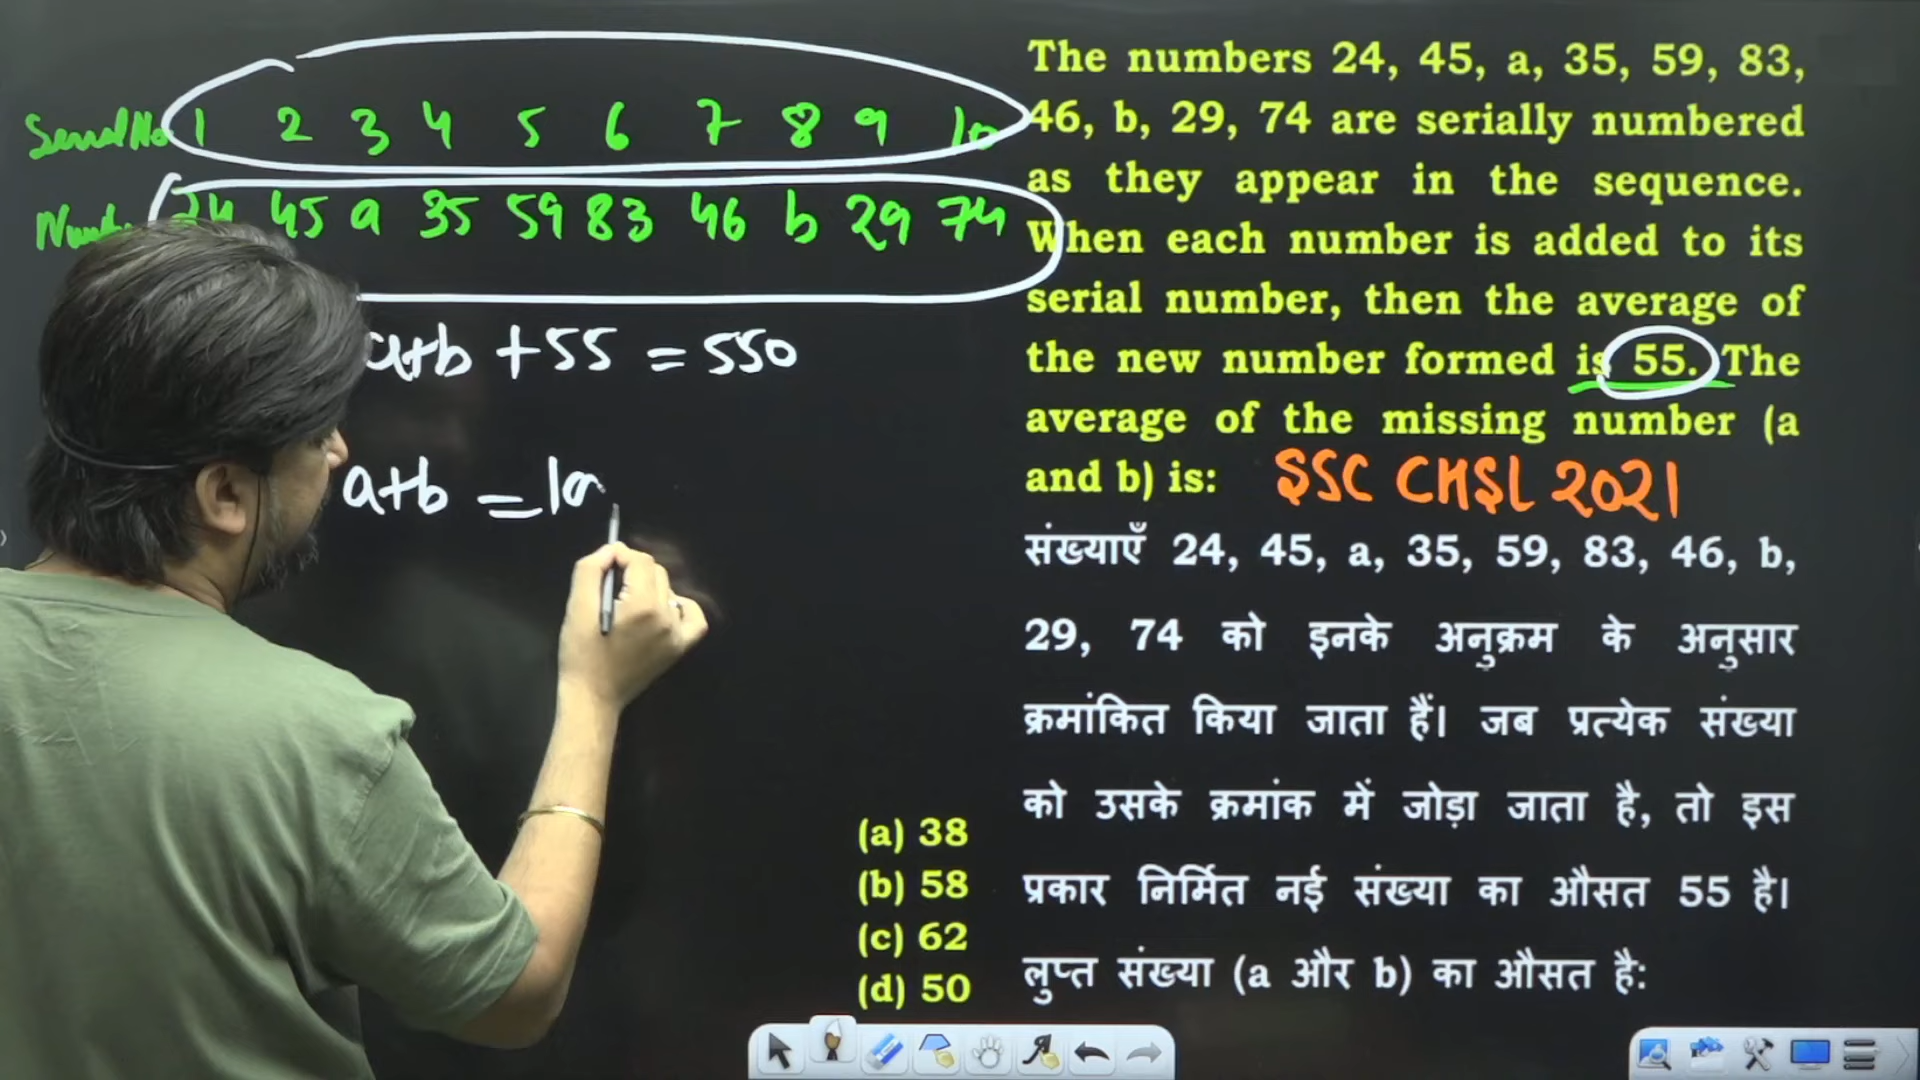 Serial No 1 2 3 4 5 6 7 8 9 10
45 a 35 59 83 46 b 29 74
a+b +55 = 550
a+b =10
The numbers 24, 45, a, 35, 59, 83,
46, b, 29, 74 are serially numbered
as they appear in the sequence.
When each number is added to its
serial number, then the average of
the new number formed is 55. The
average of the missing number (a
and b) is:
SSC CHSL 2021
संख्याएँ 24, 45, a, 35, 59, 83, 46, b,
29, 74 को इनके अनुक्रम के अनुसार
क्रमांकित किया जाता हैं। जब प्रत्येक संख्या
को उसके क्रमांक में जोड़ा जाता है, तो इस
प्रकार निर्मित नई संख्या का औसत 55 है।
लुप्त संख्या (a और b) का औसत है:
(a) 38
(b) 58
(c) 62
(d) 50